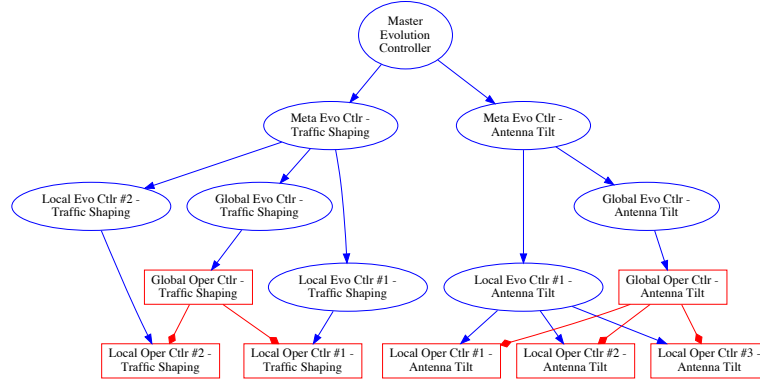 Master
Evolution
Controller
Meta Evo Ctlr -
Traffic Shaping
Meta Evo Ctlr -
Antenna Tilt
Local Evo Ctlr #2 -
Traffic Shaping
Global Evo Ctlr -
Traffic Shaping
Global Evo Ctlr -
Antenna Tilt
Global Oper Ctlr -
Traffic Shaping
Local Evo Ctlr #1 -
Traffic Shaping
Local Evo Ctlr #1 -
Antenna Tilt
Global Oper Ctlr -
Antenna Tilt
Local Oper Ctlr #2 -
Traffic Shaping
Local Oper Ctlr #1 -
Traffic Shaping
Local Oper Ctlr #1 -
Antenna Tilt
Local Oper Ctlr #2 -
Antenna Tilt
Local Oper Ctlr #3 -
Antenna Tilt